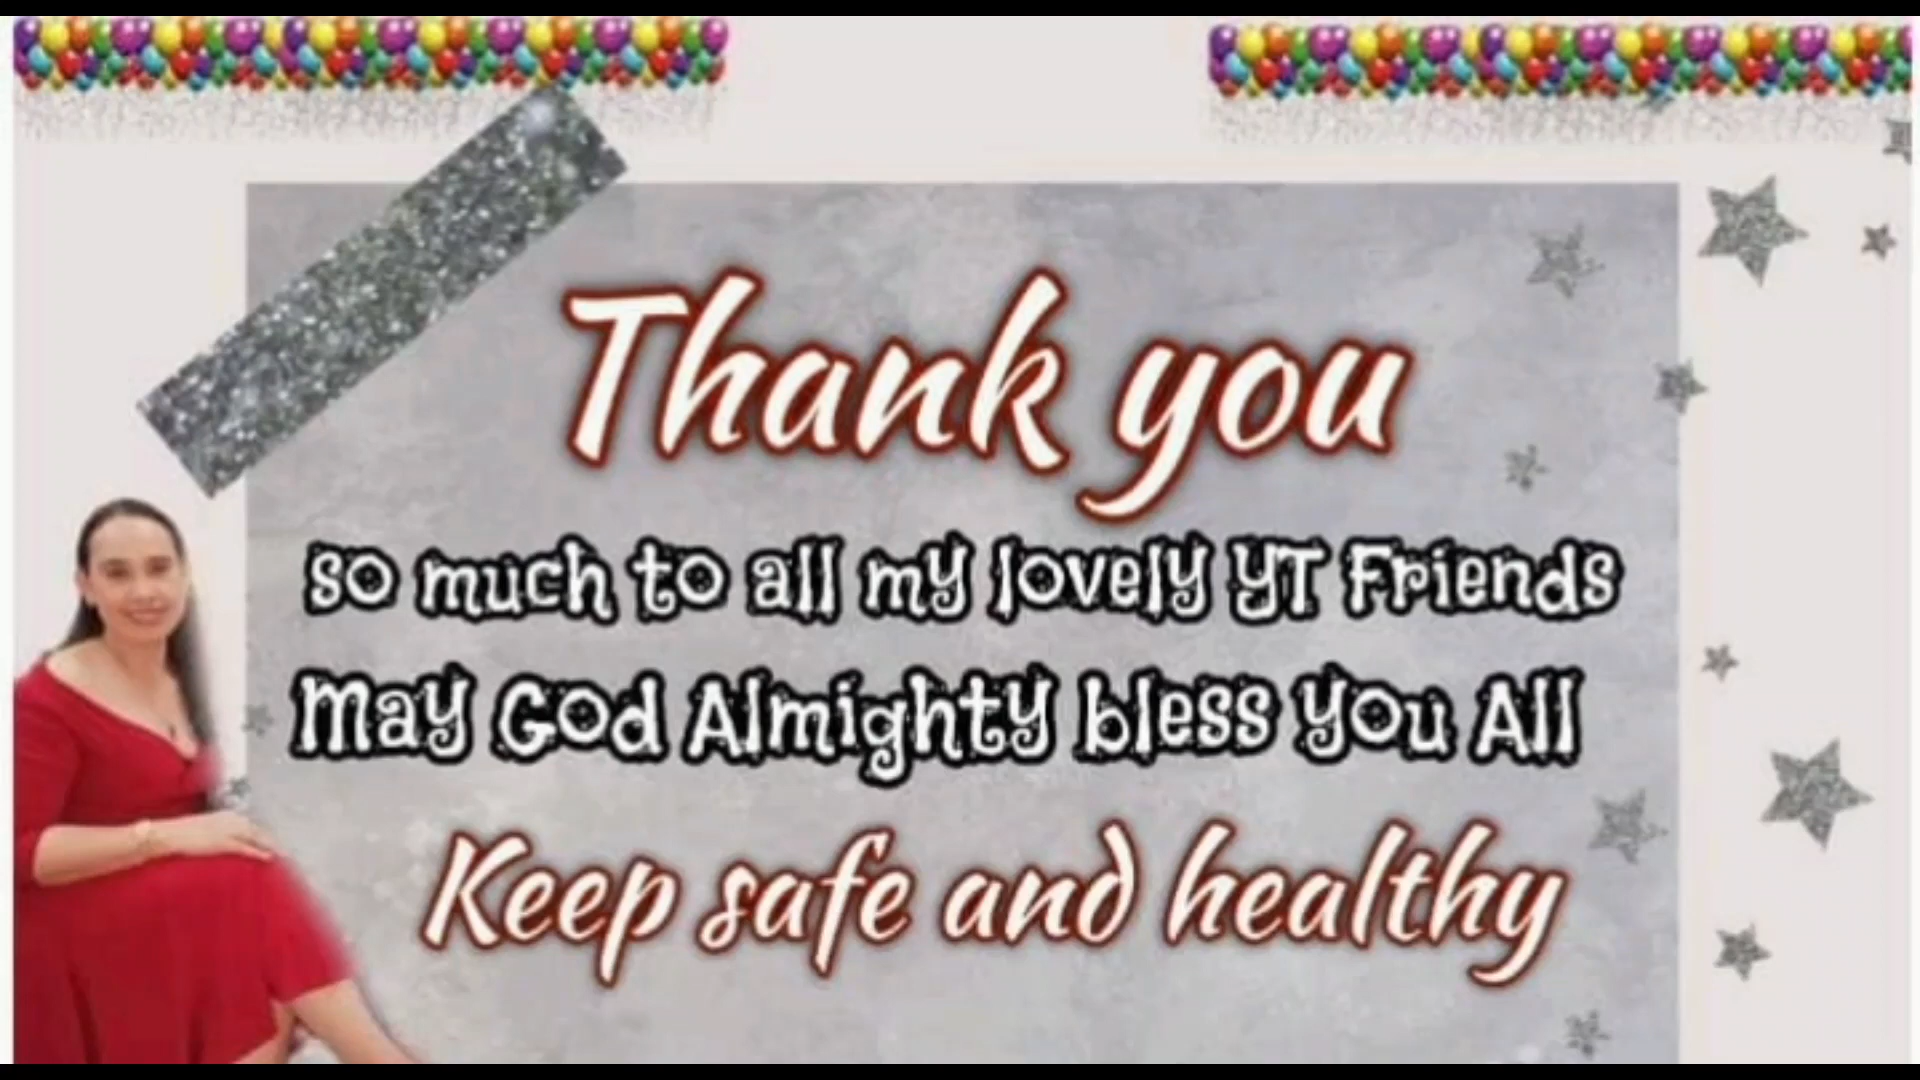 Thank you
so much to all my lovely YT Friends
May God Almighty bless you All
Keep safe and healthy